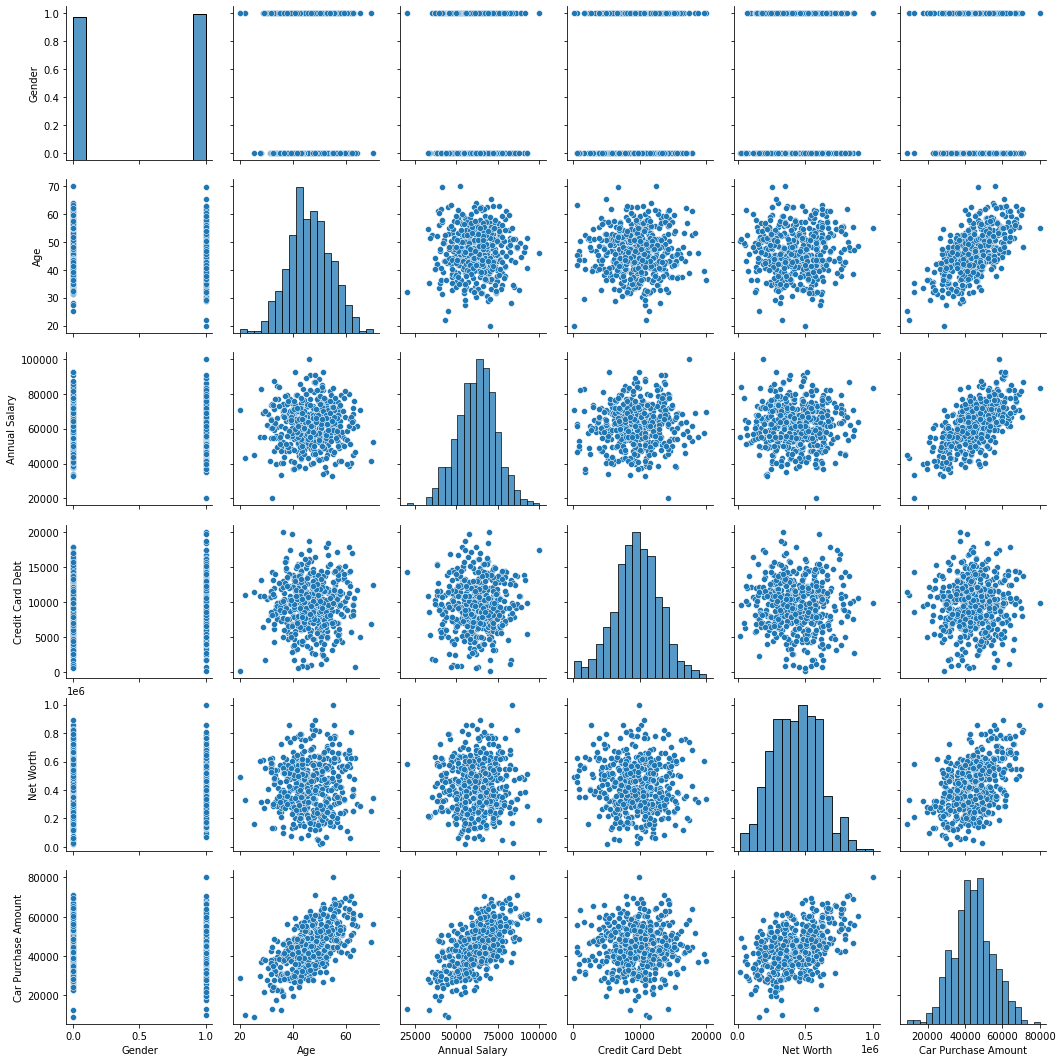 1.0
0.8
0.6
0.4
0.2
0.0
Gender
70
60
50
40
30
20
Age
100000
80000
60000
40000
20000
Annual Salary
20000
15000
10000
5000
0
Credit Card Debt
1e6
1.0
0.8
0.6
0.4
0.2
0.0
Net Worth
80000
60000
40000
20000
Car Purchase Amount
0.0 0.5 1.0
Gender
20 40 60
Age
25000 50000 75000 100000
Annual Salary
0 10000 20000
Credit Card Debt
0.0 0.5 1.0
1e6
Net Worth
20000 40000 60000 80000
Car Purchase Amount